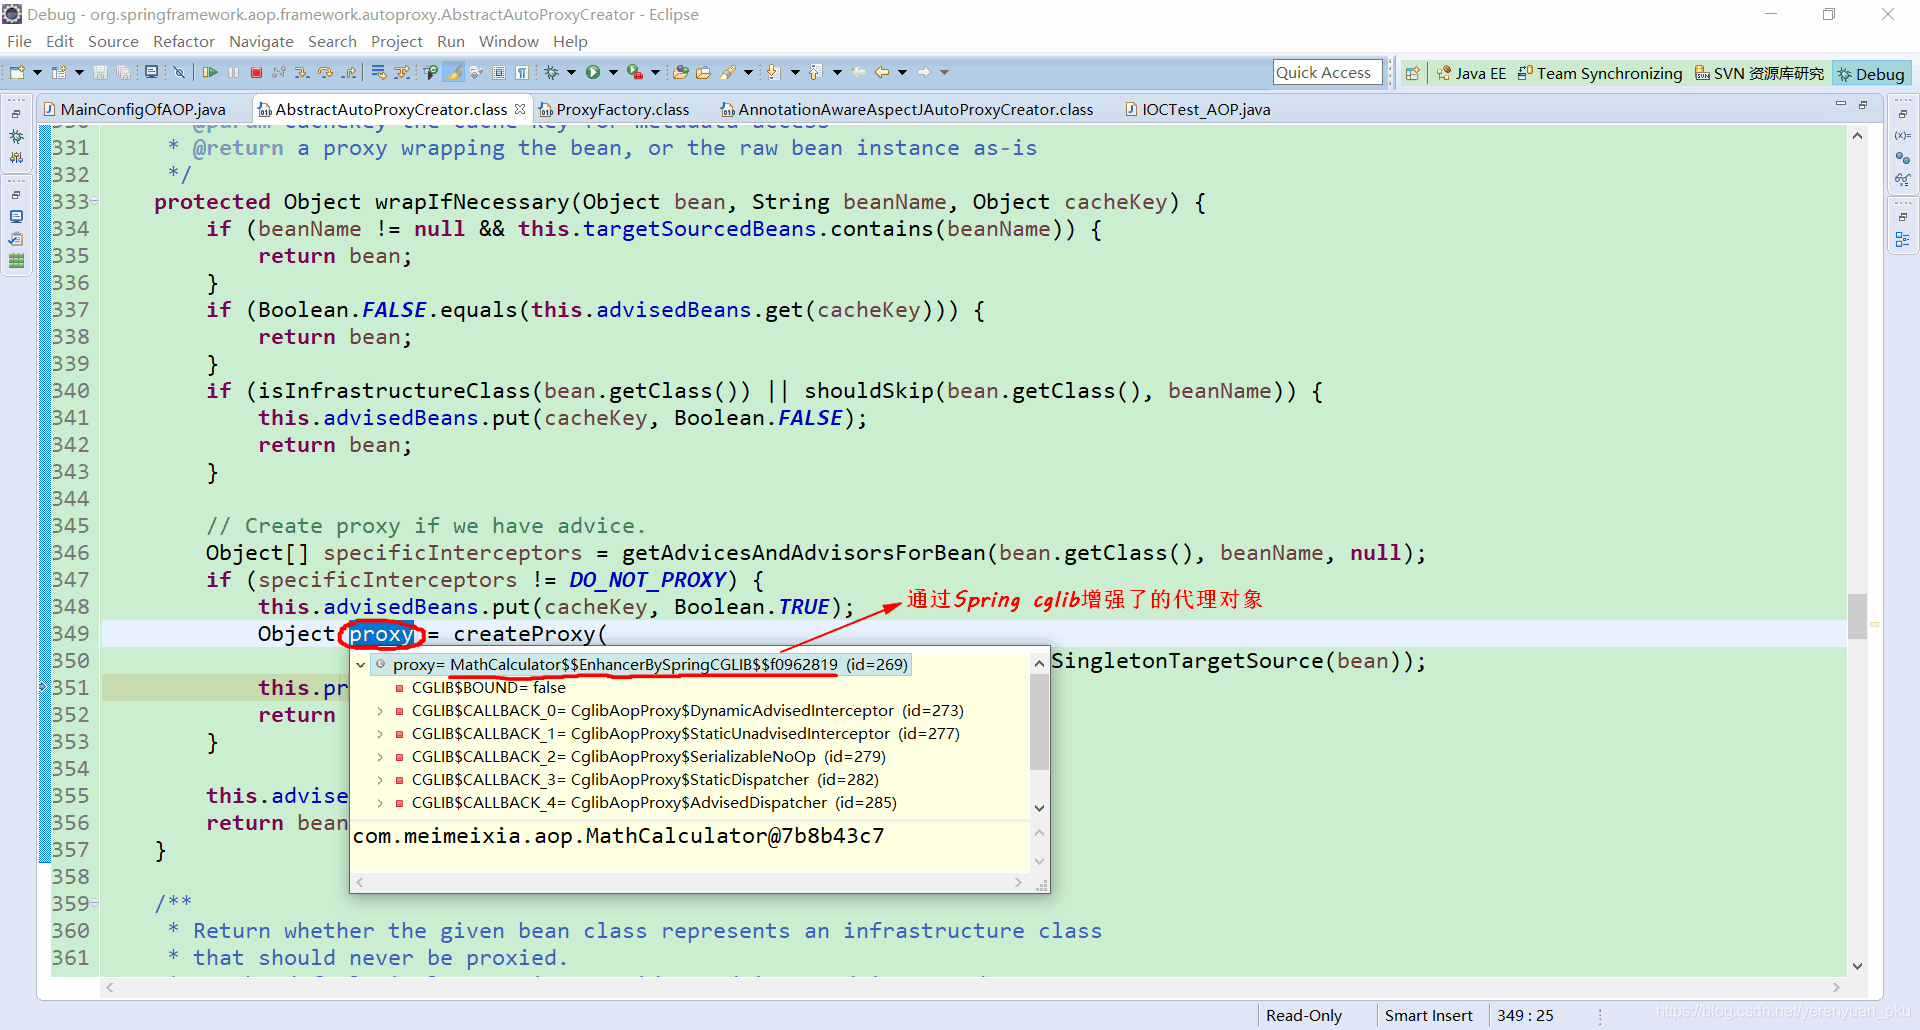 Debug - org.springframework.aop.framework.autoproxy.AbstractAutoProxyCreator - Eclipse
File Edit Source Refactor Navigate Search Project Run Window Help
Quick Access Java EE Team Synchronizing SVN 资源库研究 Debug
MainConfigOfAOP.java AbstractAutoProxyCreator.class ProxyFactory.class AnnotationAwareAspectJAutoProxyCreator.class IOCTest_AOP.java
330 * @param cacheKey the cache key for metadata access
331 * @return a proxy wrapping the bean, or the raw bean instance as-is
332 */
333 protected Object wrapIfNecessary(Object bean, String beanName, Object cacheKey) {
334 if (beanName != null && this.targetSourcedBeans.contains(beanName)) {
335 return bean;
336 }
337 if (Boolean.FALSE.equals(this.advisedBeans.get(cacheKey))) {
338 return bean;
339 }
340 if (isInfrastructureClass(bean.getClass()) || shouldSkip(bean.getClass(), beanName)) {
341 this.advisedBeans.put(cacheKey, Boolean.FALSE);
342 return bean;
343 }
344
345 // Create proxy if we have advice.
346 Object[] specificInterceptors = getAdvicesAndAdvisorsForBean(bean.getClass(), beanName, null);
347 if (specificInterceptors != DO_NOT_PROXY) {
348 this.advisedBeans.put(cacheKey, Boolean.TRUE);
通过Spring cglib增强了的代理对象
349 Object proxy = createProxy(
350 SingletonTargetSource(bean));
351 this.pr
352 return
353 }
354
355 this.advise
356 return bean
357 }
358
359 /**
360 * Return whether the given bean class represents an infrastructure class
361 * that should never be proxied.
proxy= MathCalculator$$EnhancerBySpringCGLIB$$f0962819 (id=269)
CGLIB$BOUND= false
CGLIB$CALLBACK_0= CglibAopProxy$DynamicAdvisedInterceptor (id=273)
CGLIB$CALLBACK_1= CglibAopProxy$StaticUnadvisedInterceptor (id=277)
CGLIB$CALLBACK_2= CglibAopProxy$SerializableNoOp (id=279)
CGLIB$CALLBACK_3= CglibAopProxy$StaticDispatcher (id=282)
CGLIB$CALLBACK_4= CglibAopProxy$AdvisedDispatcher (id=285)
com.meimeixia.aop.MathCalculator@7b8b43c7
Read-Only Smart Insert 349 : 25
https://blog.csdn.net/yerenyuan_pku